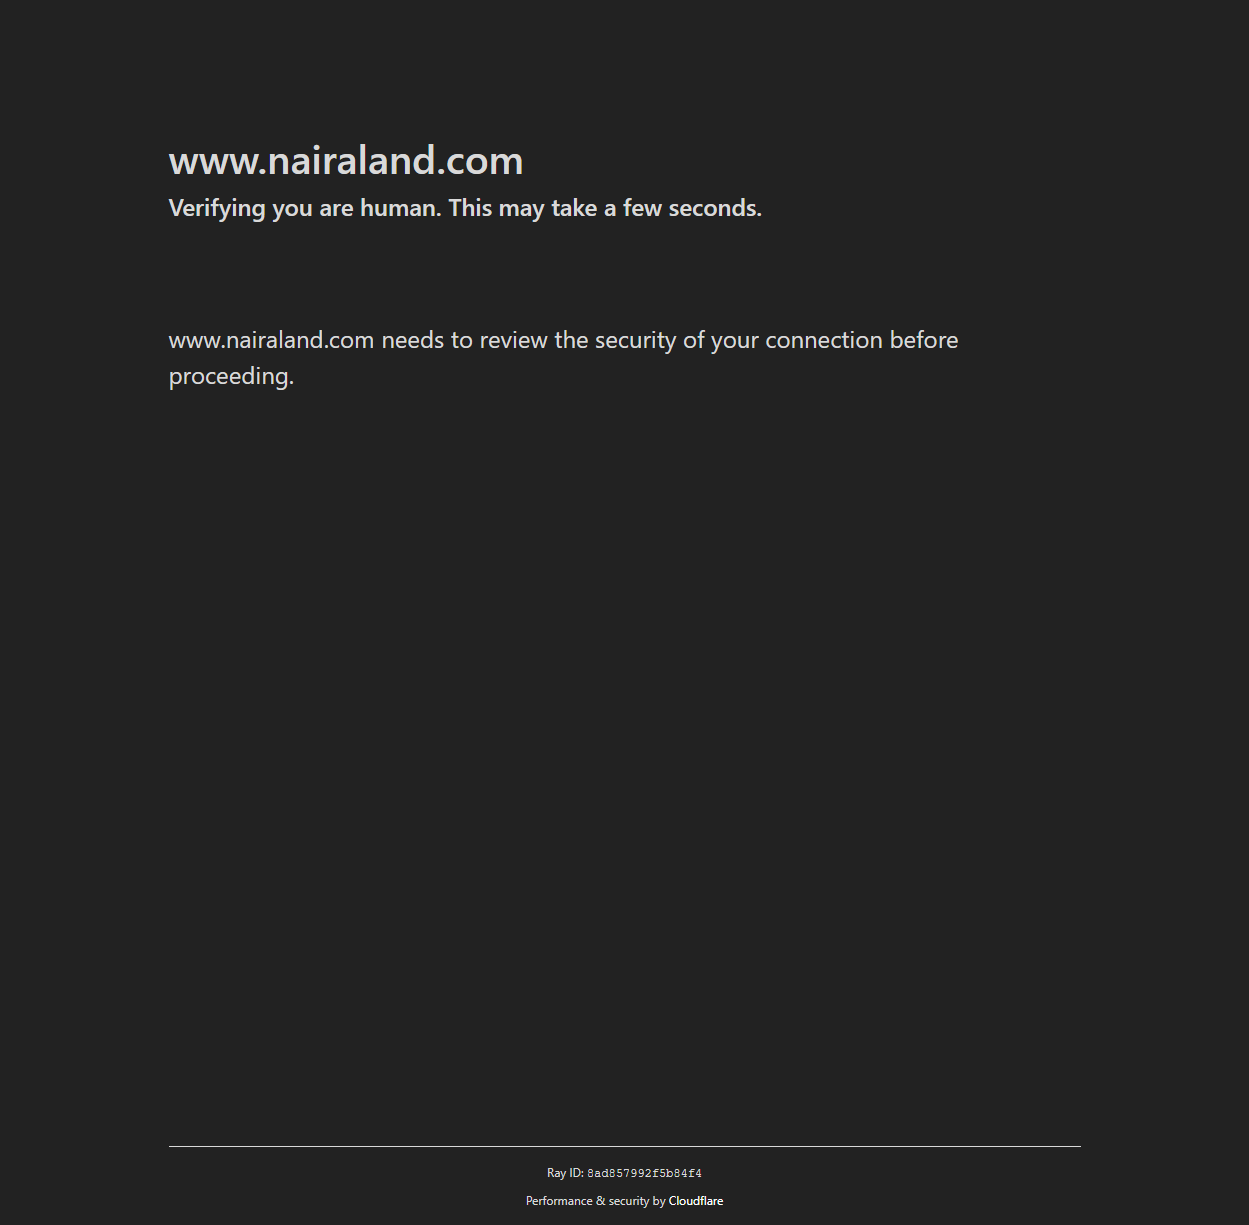 www.nairaland.com
Verifying you are human. This may take a few seconds.
www.nairaland.com needs to review the security of your connection before
proceeding.
Ray ID: 8ad857992f5b84f4
Performance & security by Cloudflare